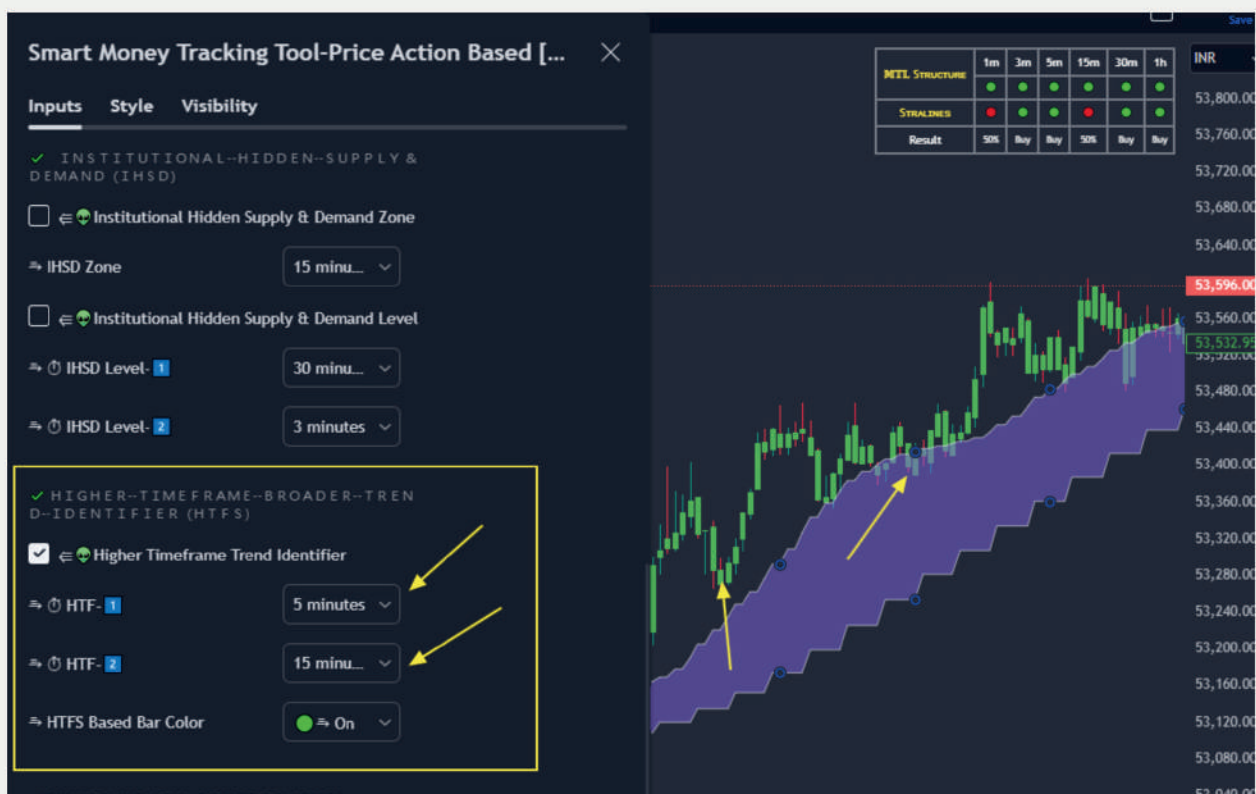 Save
Smart Money Tracking Tool-Price Action Based [...
Inputs Style Visibility
INSTITUTIONAL--HIDDEN--SUPPLY &
DEMAND (IHSD)
Institutional Hidden Supply & Demand Zone
IHSD Zone 15 minu...
Institutional Hidden Supply & Demand Level
IHSD Level- 1 30 minu...
IHSD Level- 2 3 minutes
HIGHER--TIMEFRAME--BROADER--TREN
D--IDENTIFIER (HTFS)
Higher Timeframe Trend Identifier
HTF- 1 5 minutes
HTF- 2 15 minu...
HTFS Based Bar Color On
MTL Structure 1m 3m 5m 15m 30m 1h
Stralines
Result 50% Buy Buy 50% Buy Buy
INR
53,800.00
53,760.00
53,720.00
53,680.00
53,640.00
53,596.00
53,560.00
53,532.95
53,520.00
53,480.00
53,440.00
53,400.00
53,360.00
53,320.00
53,280.00
53,240.00
53,200.00
53,160.00
53,120.00
53,080.00